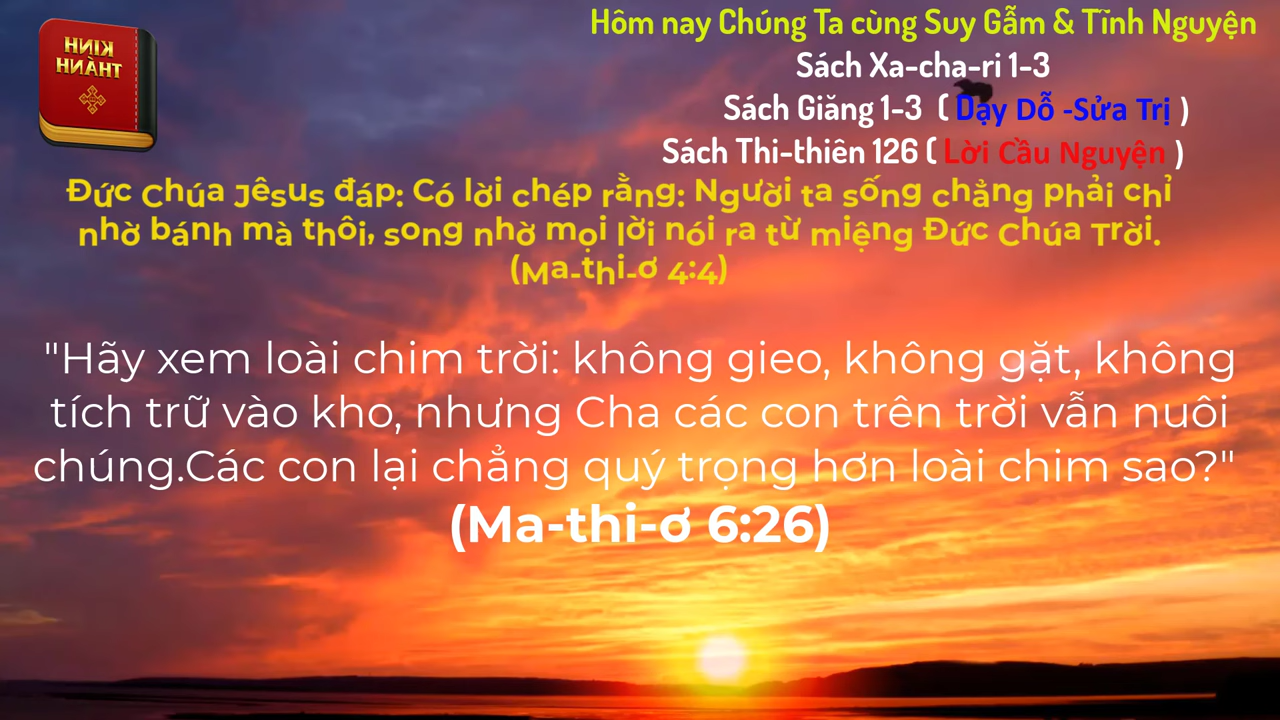 KINH
THÀNH
Hôm nay Chúng Ta cùng Suy Gẫm & Tĩnh Nguyện
Sách Xa-cha-ri 1-3
Sách Giăng 1-3 ( Dạy Dỗ -Sửa Trị )
Sách Thi-thiên 126 ( Lời Cầu Nguyện )
Đức Chúa Jêsus đáp: Có lời chép rằng: Người ta sống chẳng phải chỉ
nhờ bánh mà thôi, song nhờ mọi lời nói ra từ miệng Đức Chúa Trời.
(Ma-thi-ơ 4:4)
"Hãy xem loài chim trời: không gieo, không gặt, không
tích trữ vào kho, nhưng Cha các con trên trời vẫn nuôi
chúng.Các con lại chẳng quý trọng hơn loài chim sao?"
(Ma-thi-ơ 6:26)